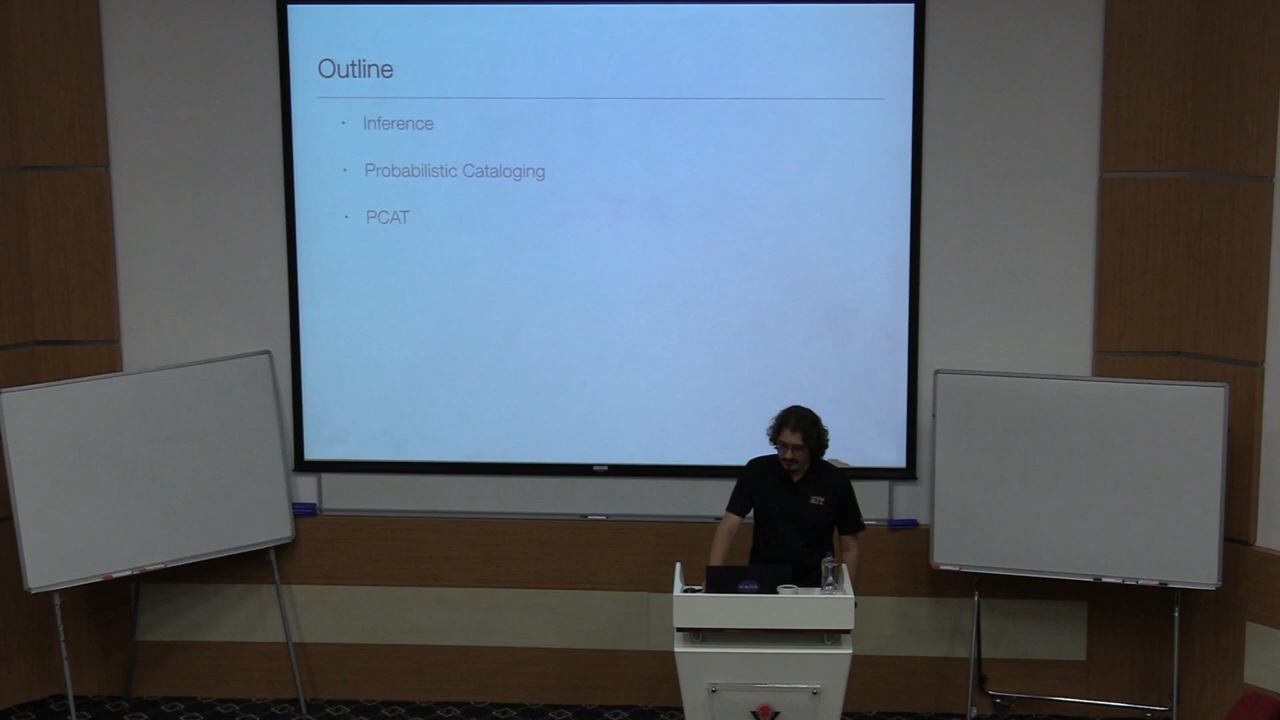 Outline
· Inference
· Probabilistic Cataloging
· PCAT